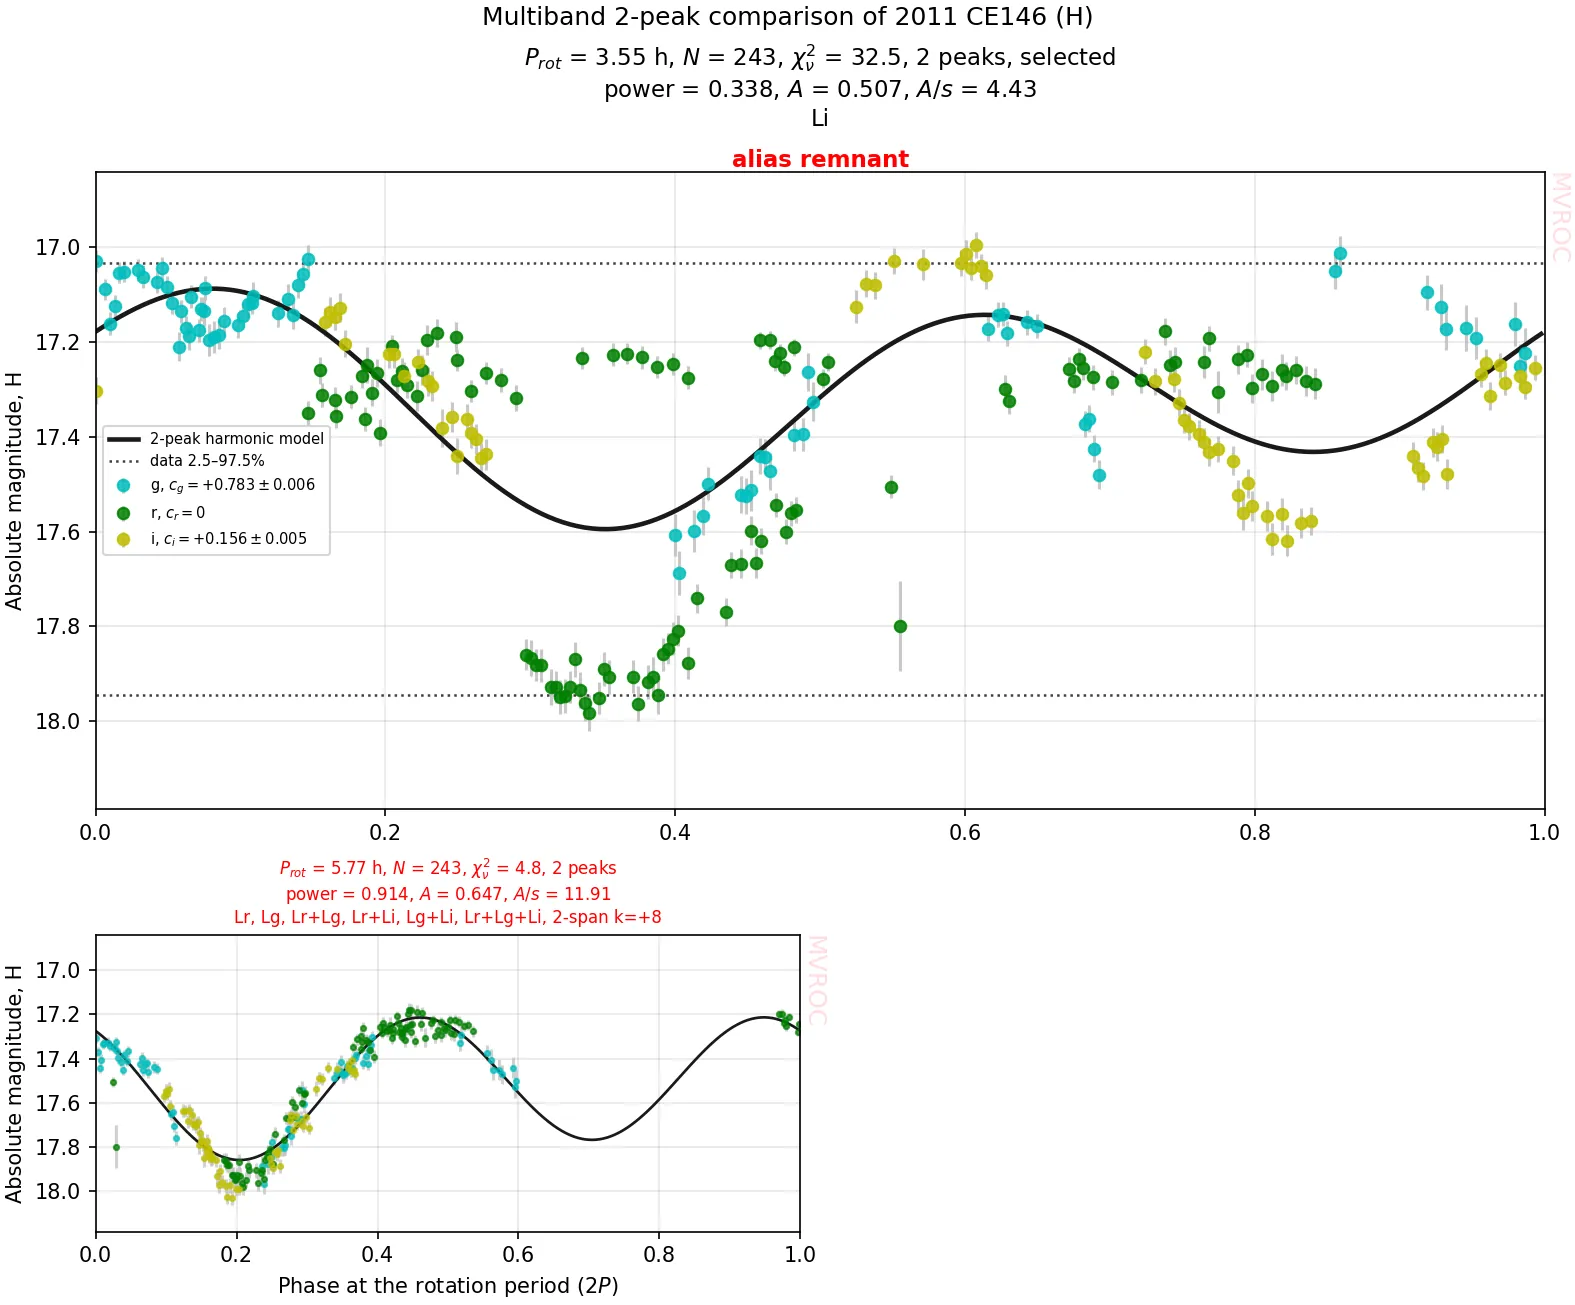 Multiband 2-peak comparison of 2011 CE146 (H)
P_rot = 3.55 h, N = 243, χ²_ν = 32.5, 2 peaks, selected
power = 0.338, A = 0.507, A/s = 4.43
Li
alias remnant
MVROC
Absolute magnitude, H
17.0
17.2
17.4
17.6
17.8
18.0
2-peak harmonic model
data 2.5–97.5%
g, c_g = +0.783 ± 0.006
r, c_r = 0
i, c_i = +0.156 ± 0.005
0.0 0.2 0.4 0.6 0.8 1.0
P_rot = 5.77 h, N = 243, χ²_ν = 4.8, 2 peaks
power = 0.914, A = 0.647, A/s = 11.91
Lr, Lg, Lr+Lg, Lr+Li, Lg+Li, Lr+Lg+Li, 2-span k=+8
MVROC
Absolute magnitude, H
17.0
17.2
17.4
17.6
17.8
18.0
0.0 0.2 0.4 0.6 0.8 1.0
Phase at the rotation period (2P)